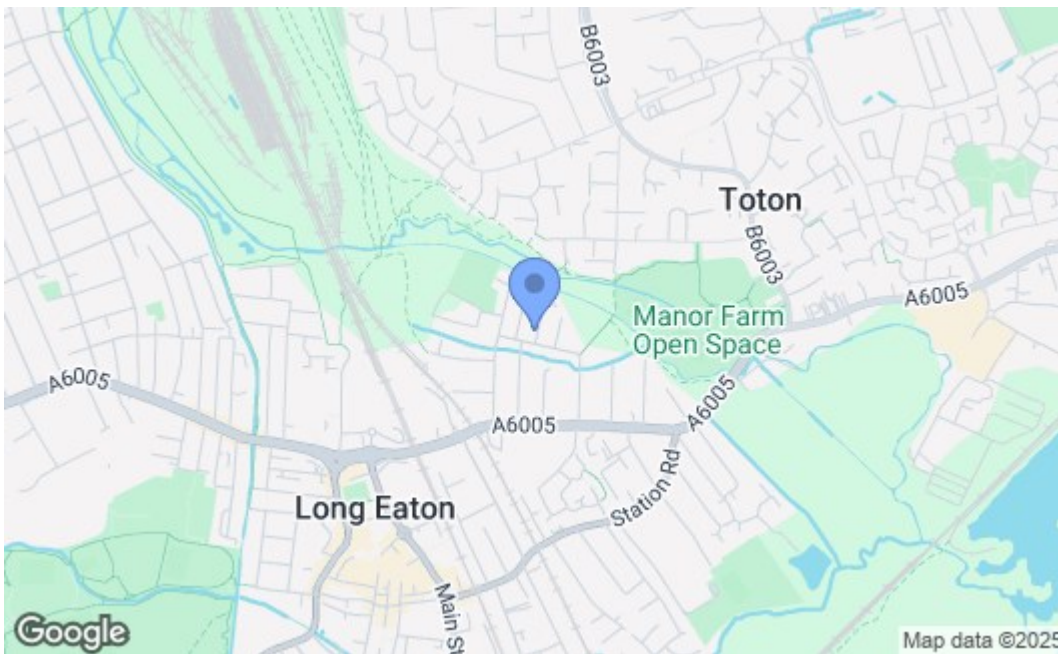 B6003
Toton
B6003
A6005
Manor Farm
Open Space
A6005
A6005
A6005
Station Rd
Long Eaton
Main St
Google
Map data ©2025